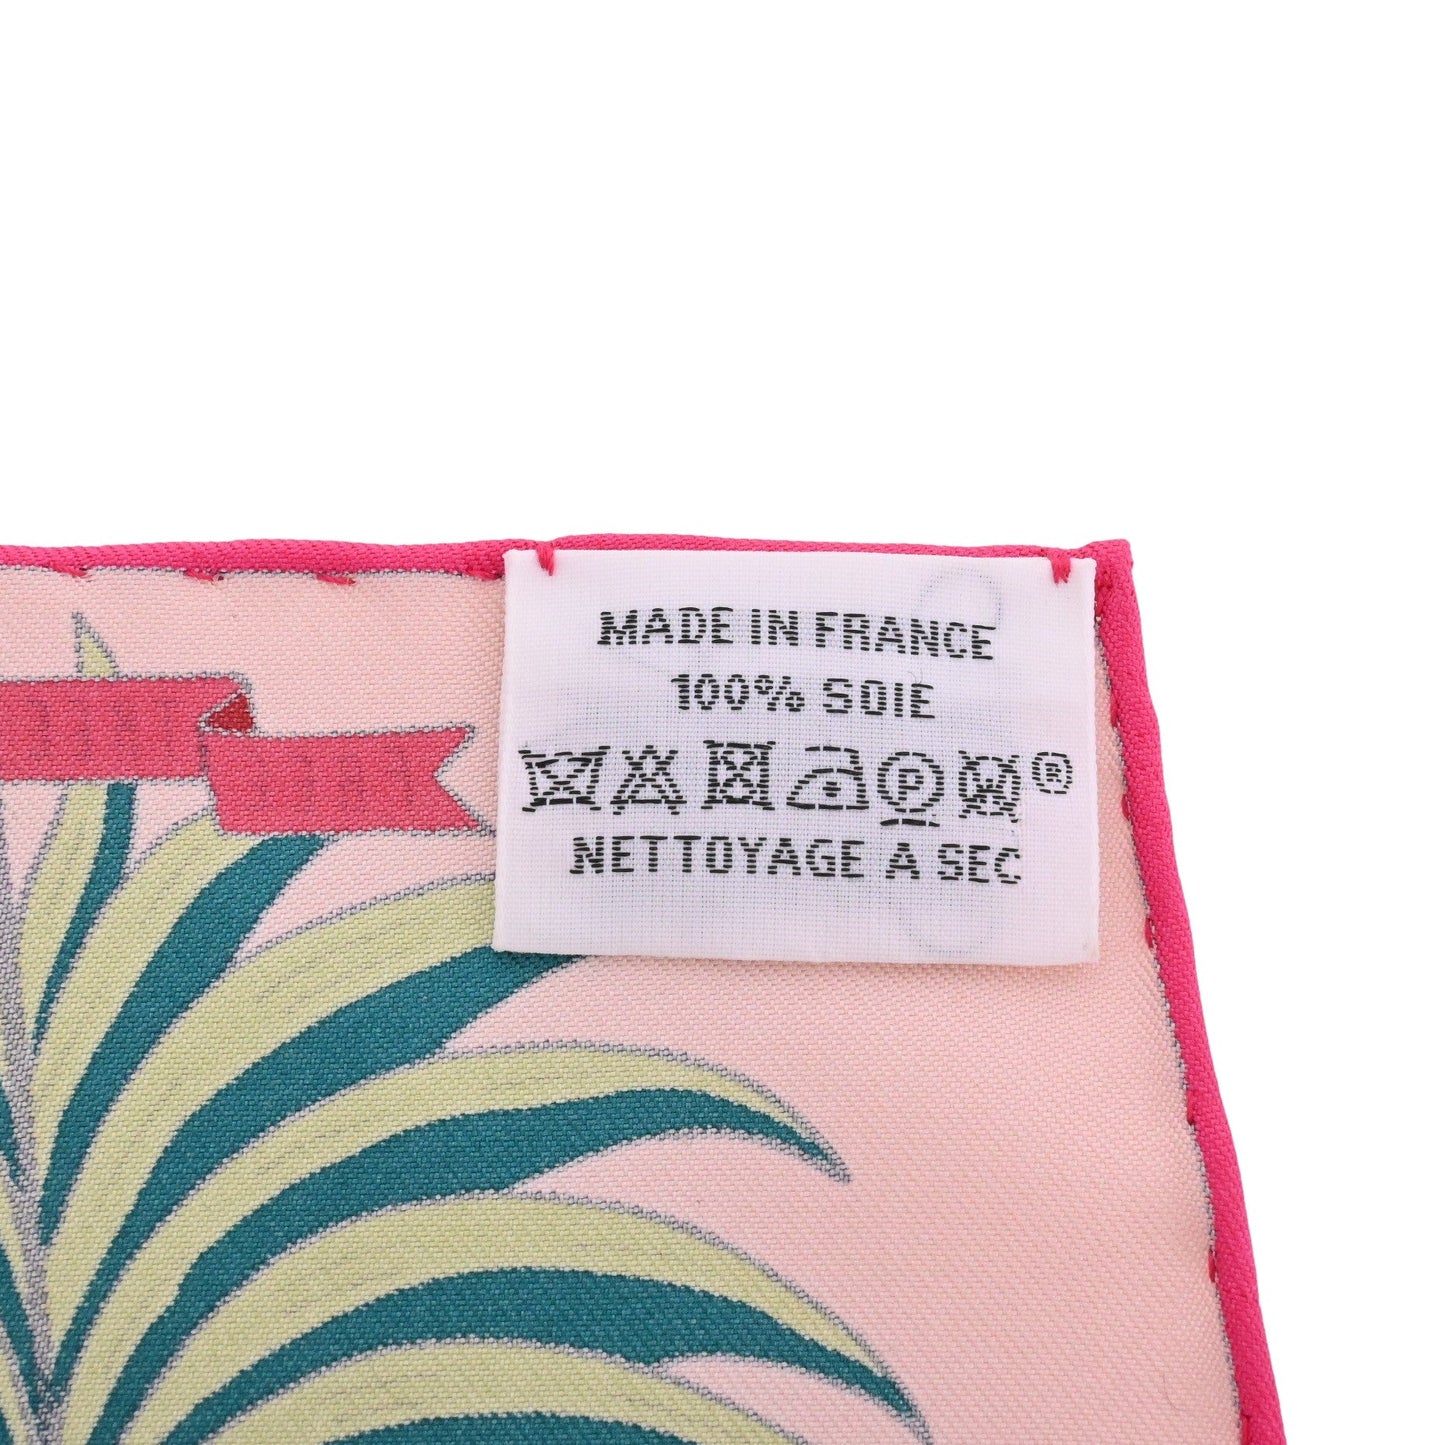 MADE IN FRANCE
100% SOIE
P ®
NETTOYAGE A SEC